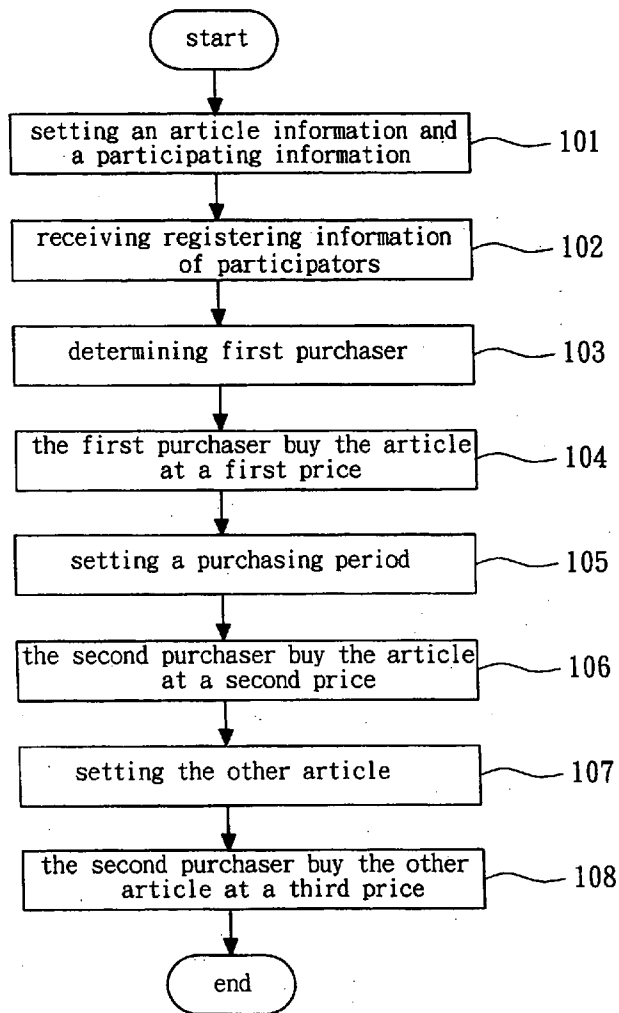 start
setting an article information and
a participating information
101
receiving registering information
of participators
102
determining first purchaser
103
the first purchaser buy the article
at a first price
104
setting a purchasing period
105
the second purchaser buy the article
at a second price
106
setting the other article
107
the second purchaser buy the other
article at a third price
108
end